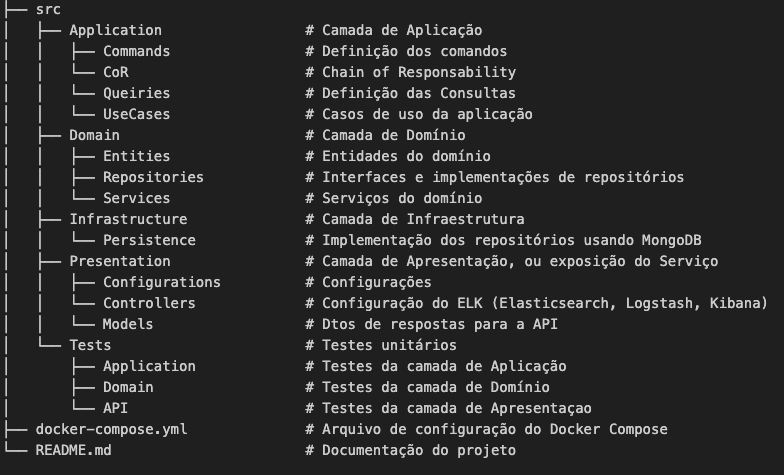 ├── src
│   ├── Application                 # Camada de Aplicação
│   │   ├── Commands                # Definição dos comandos
│   │   └── CoR                     # Chain of Responsability
│   │   └── Queiries                # Definição das Consultas
│   │   └── UseCases                # Casos de uso da aplicação
│   ├── Domain                      # Camada de Domínio
│   │   ├── Entities                # Entidades do domínio
│   │   ├── Repositories            # Interfaces e implementações de repositórios
│   │   └── Services                # Serviços do domínio
│   ├── Infrastructure              # Camada de Infraestrutura
│   │   └── Persistence             # Implementação dos repositórios usando MongoDB
│   ├── Presentation                # Camada de Apresentação, ou exposição do Serviço
│   │   ├── Configurations          # Configurações
│   │   └── Controllers             # Configuração do ELK (Elasticsearch, Logstash, Kibana)
│   │   └── Models                  # Dtos de respostas para a API
│   └── Tests                       # Testes unitários
│       ├── Application             # Testes da camada de Aplicação
│       ├── Domain                  # Testes da camada de Domínio
│       └── API                     # Testes da camada de Apresentaçao
├── docker-compose.yml              # Arquivo de configuração do Docker Compose
└── README.md                       # Documentação do projeto